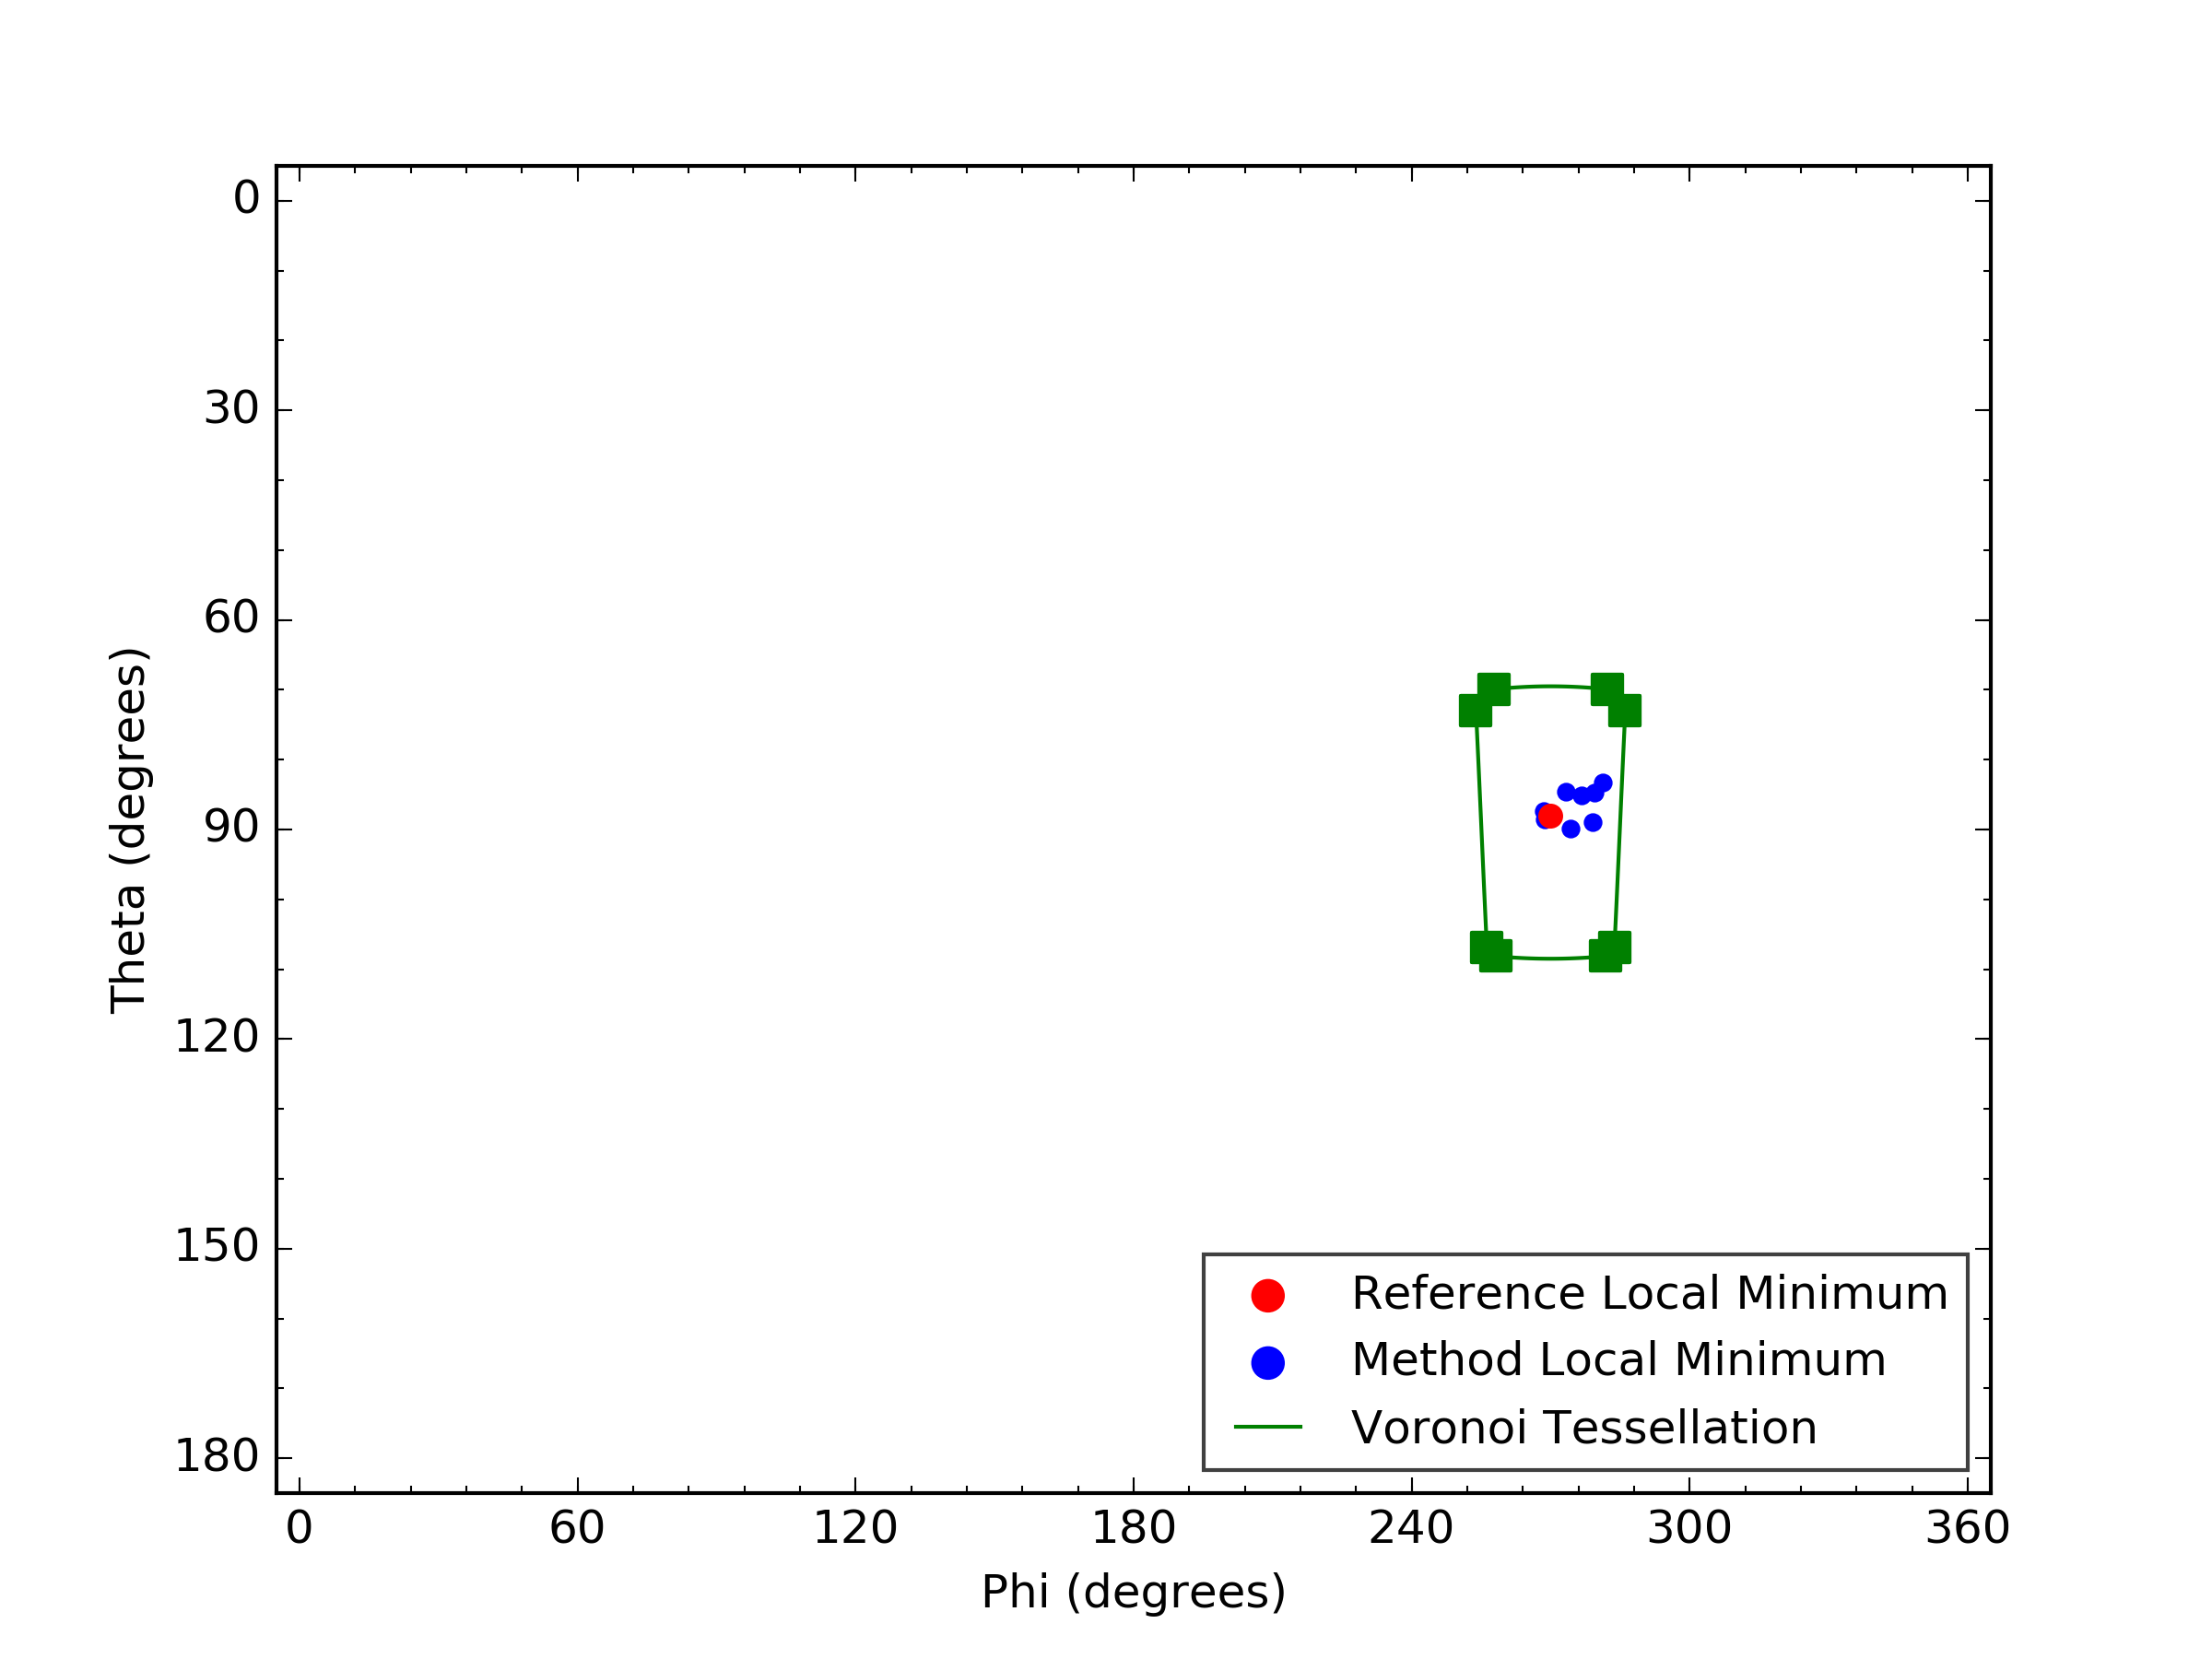 0
30
60
90
120
150
180
Theta (degrees)
Reference Local Minimum
Method Local Minimum
Voronoi Tessellation
0 60 120 180 240 300 360
Phi (degrees)